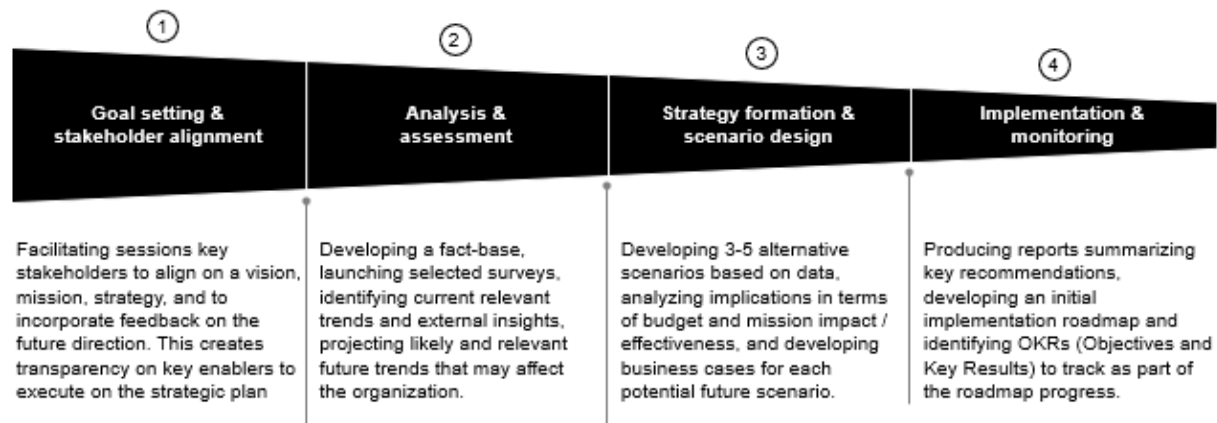 1
2
3
4
Goal setting &
stakeholder alignment
Analysis &
assessment
Strategy formation &
scenario design
Implementation &
monitoring
Facilitating sessions key
stakeholders to align on a vision,
mission, strategy, and to
incorporate feedback on the
future direction. This creates
transparency on key enablers to
execute on the strategic plan
Developing a fact-base,
launching selected surveys,
identifying current relevant
trends and external insights,
projecting likely and relevant
future trends that may affect
the organization.
Developing 3-5 alternative
scenarios based on data,
analyzing implications in terms
of budget and mission impact /
effectiveness, and developing
business cases for each
potential future scenario.
Producing reports summarizing
key recommendations,
developing an initial
implementation roadmap and
identifying OKRs (Objectives and
Key Results) to track as part of
the roadmap progress.